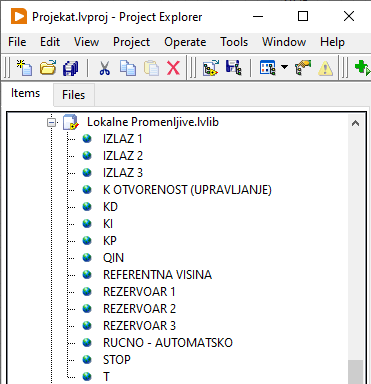 Projekat.lvproj - Project Explorer
File Edit View Project Operate Tools Window Help
Items Files
Lokalne Promenljive.lvlib
IZLAZ 1
IZLAZ 2
IZLAZ 3
K OTVORENOST (UPRAVLJANJE)
KD
KI
KP
QIN
REFERENTNA VISINA
REZERVOAR 1
REZERVOAR 2
REZERVOAR 3
RUCNO - AUTOMATSKO
STOP
T